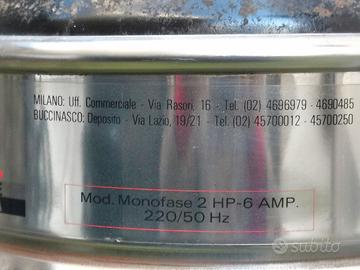 MILANO: Uff. Commerciale - Via Rasori, 16 - Tel. (02) 4696979 - 4690485
BUCCINASCO: Deposito - Via Lazio, 19/21 - Tel. (02) 45700012 - 45700250
E
Mod. Monofase 2 HP-6 AMP.
220/50 Hz
subito